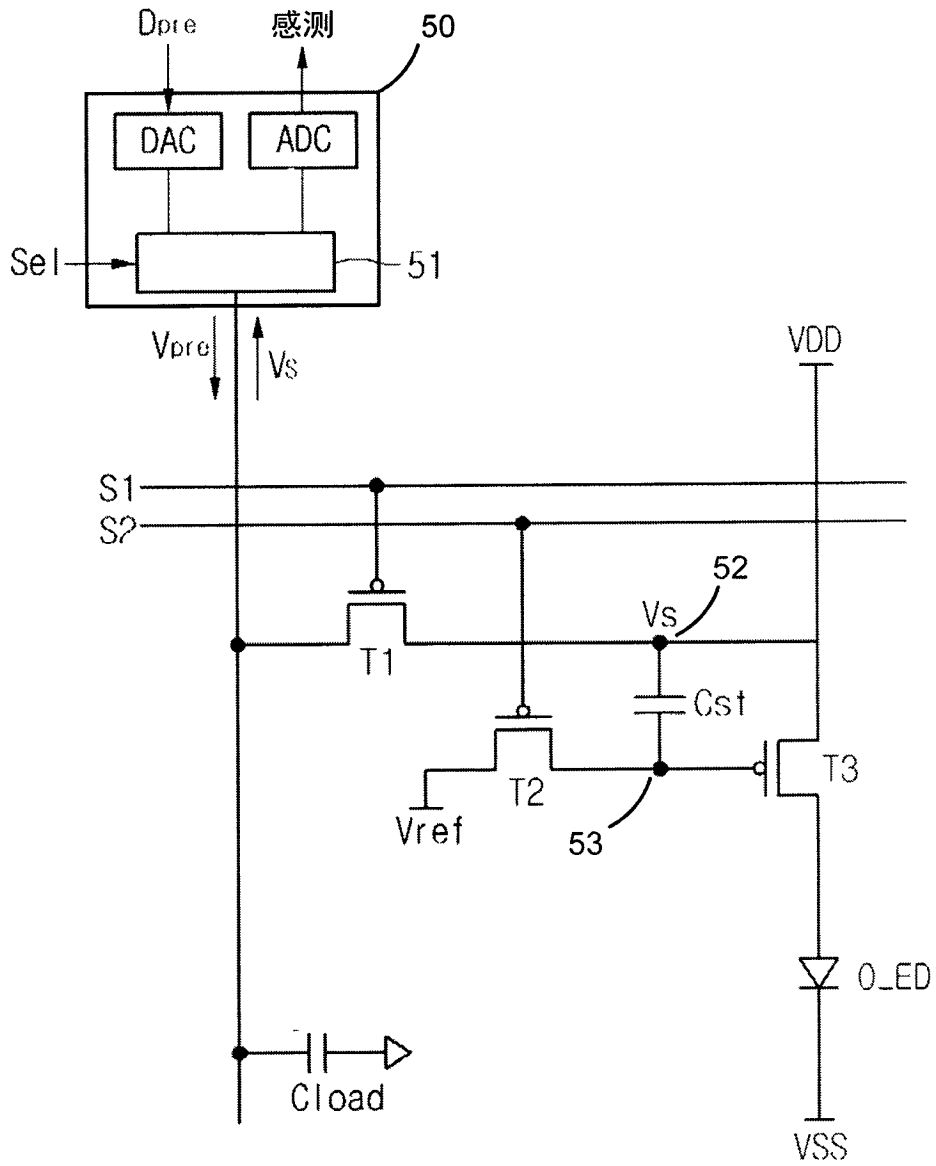 Dpre
感测
50
DAC
ADC
Sel
51
Vpre
Vs
VDD
S1
S2
52
Vs
T1
Cst
T2
T3
Vref
53
O_ED
Cload
VSS